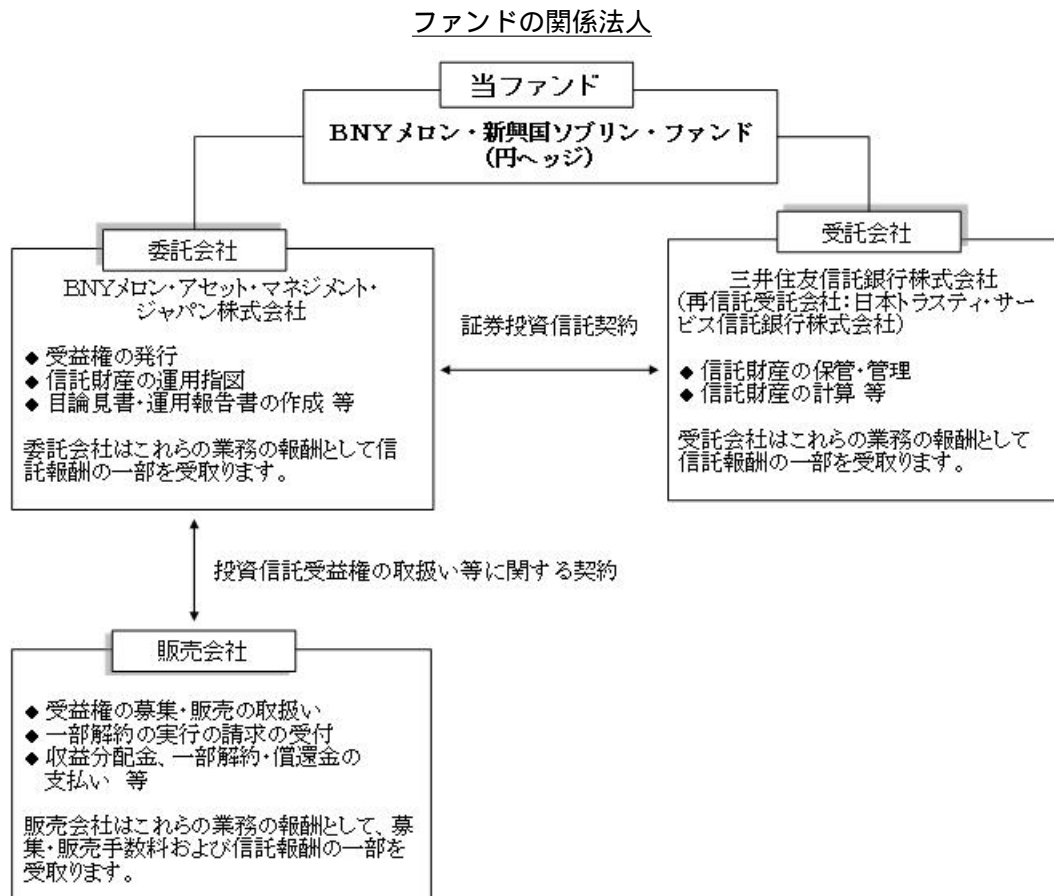 ファンドの関係法人
当ファンド
BNYメロン・新興国ソブリン・ファンド
(円ヘッジ)
委託会社
BNYメロン・アセット・マネジメント・
ジャパン株式会社
◆ 受益権の発行
◆ 信託財産の運用指図
◆ 目論見書・運用報告書の作成 等
委託会社はこれらの業務の報酬として信
託報酬の一部を受取ります。
証券投資信託契約
受託会社
三井住友信託銀行株式会社
(再信託受託会社:日本トラスティ・サー
ビス信託銀行株式会社)
◆ 信託財産の保管・管理
◆ 信託財産の計算 等
受託会社はこれらの業務の報酬として
信託報酬の一部を受取ります。
投資信託受益権の取扱い等に関する契約
販売会社
◆ 受益権の募集・販売の取扱い
◆ 一部解約の実行の請求の受付
◆ 収益分配金、一部解約・償還金の
支払い 等
販売会社はこれらの業務の報酬として、募
集・販売手数料および信託報酬の一部を
受取ります。